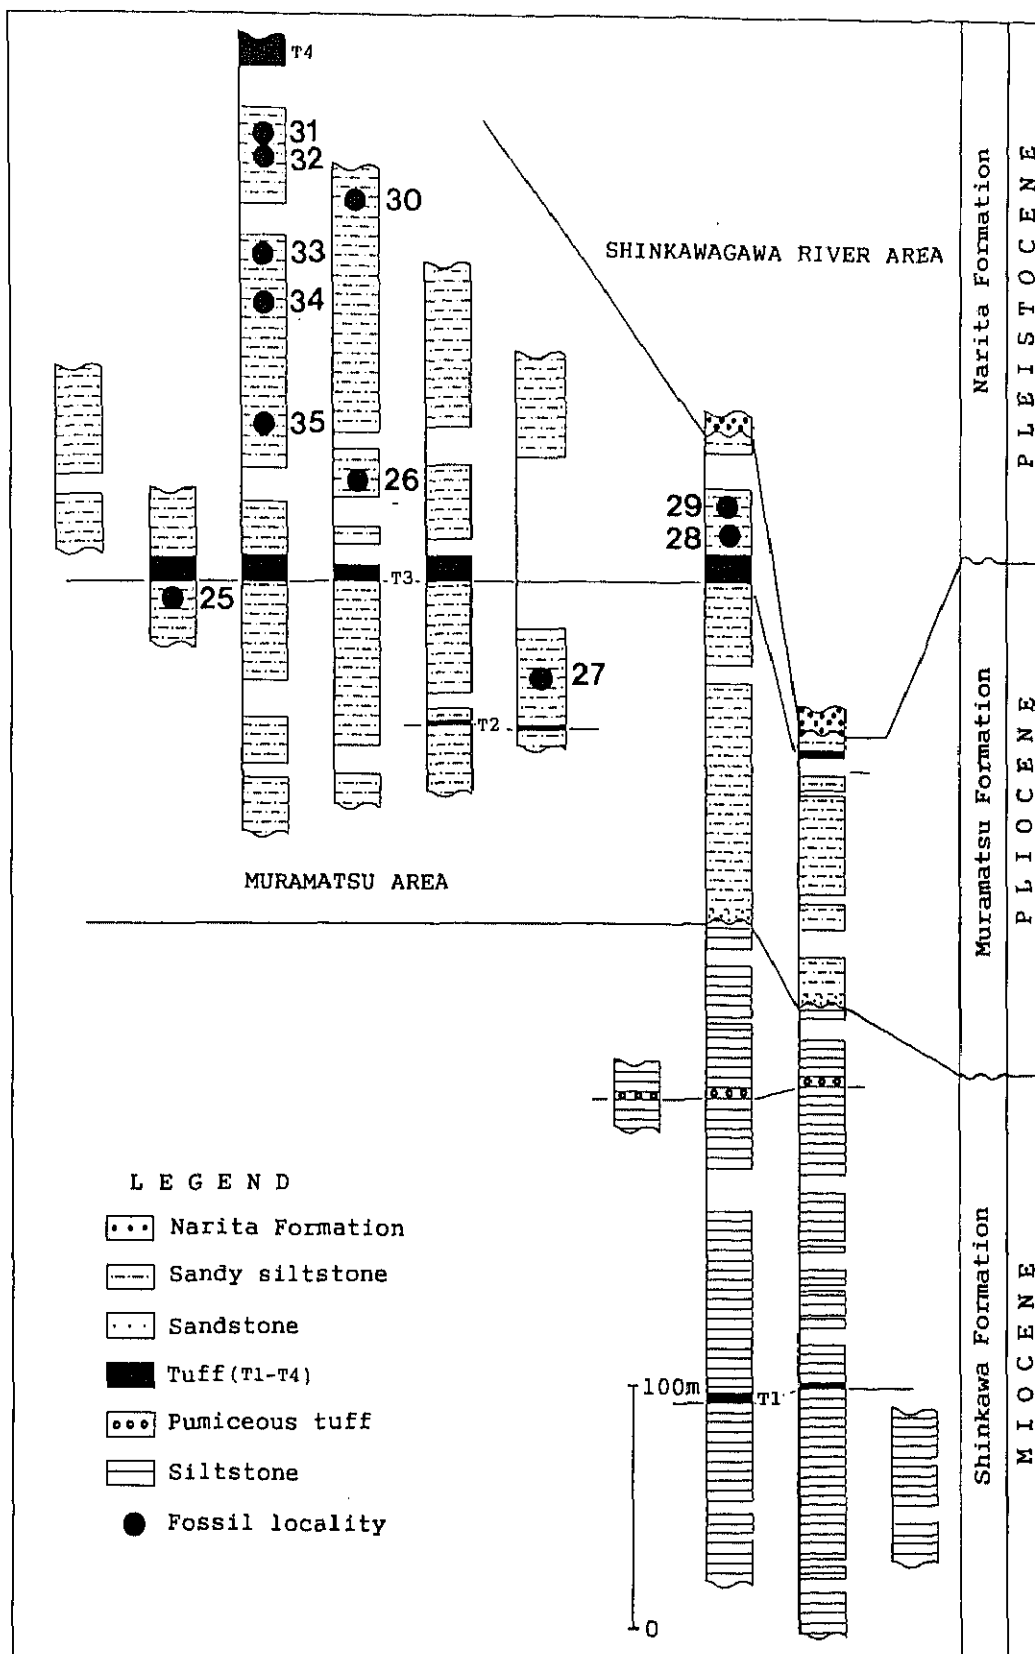 T4
31
32
30
33
34
35
26
25
T3
27
T2
29
28
SHINKAWAGAWA RIVER AREA
MURAMATSU AREA
T1
100m
0
LEGEND
Narita Formation
Sandy siltstone
Sandstone
Tuff(T1-T4)
Pumiceous tuff
Siltstone
Fossil locality
Narita Formation
Muramatsu Formation
Shinkawa Formation
PLEISTOCENE
PLIOCENE
MIOCENE